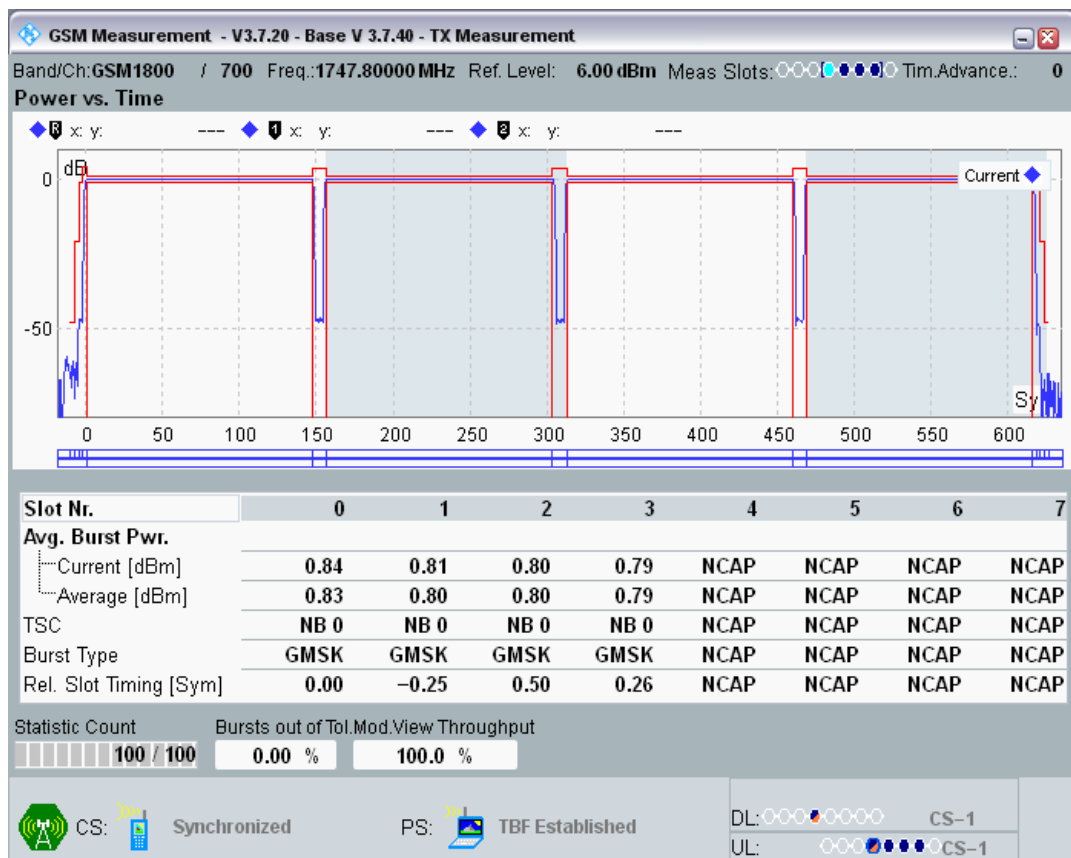 GSM Measurement - V3.7.20 - Base V 3.7.40 - TX Measurement
Band/Ch:GSM1800 / 700 Freq.:1747.80000 MHz Ref. Level: 6.00 dBm Meas Slots: Tim.Advance.: 0
Power vs. Time
R x: y: --- 1 x: y: --- 2 x: y: ---
dB
0
Current
-50
Sy
0 50 100 150 200 250 300 350 400 450 500 550 600
Slot Nr. 0 1 2 3 4 5 6 7
Avg. Burst Pwr.
Current [dBm] 0.84 0.81 0.80 0.79 NCAP NCAP NCAP NCAP
Average [dBm] 0.83 0.80 0.80 0.79 NCAP NCAP NCAP NCAP
TSC NB 0 NB 0 NB 0 NB 0 NCAP NCAP NCAP NCAP
Burst Type GMSK GMSK GMSK GMSK NCAP NCAP NCAP NCAP
Rel. Slot Timing [Sym] 0.00 −0.25 0.50 0.26 NCAP NCAP NCAP NCAP
Statistic Count Bursts out of Tol.Mod.View Throughput
100 / 100 0.00 % 100.0 %
CS: Synchronized PS: TBF Established
DL: CS−1
UL: CS−1